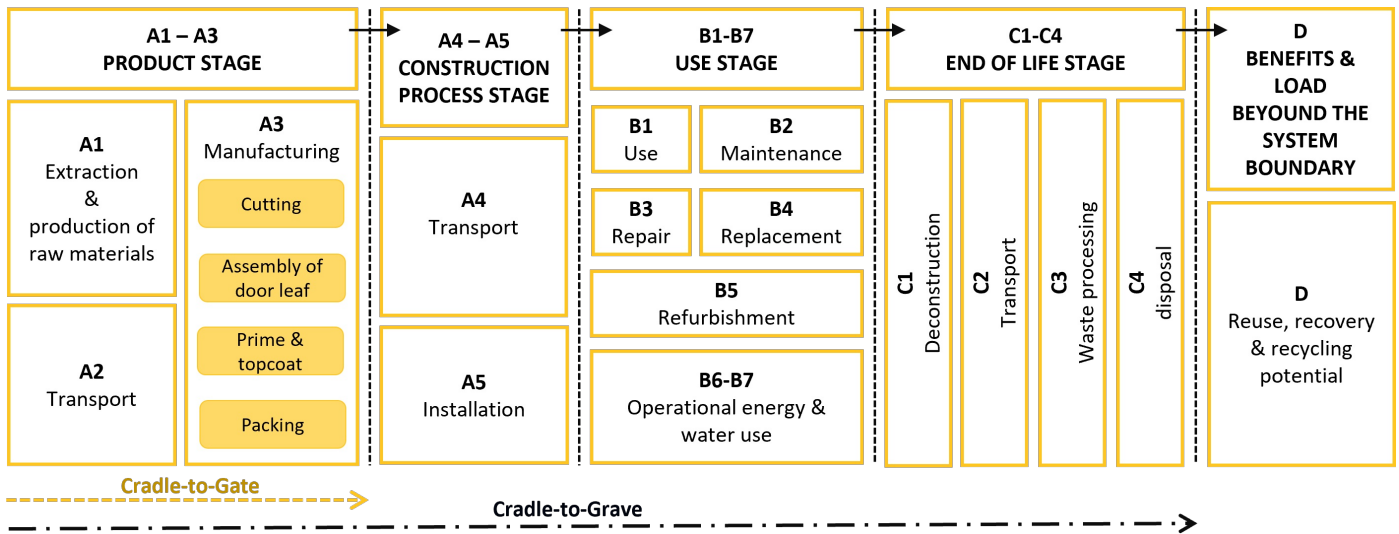 A1 – A3
PRODUCT STAGE
A1
Extraction
&
production of
raw materials
A2
Transport
A3
Manufacturing
Cutting
Assembly of
door leaf
Prime &
topcoat
Packing
A4 – A5
CONSTRUCTION
PROCESS STAGE
A4
Transport
A5
Installation
B1-B7
USE STAGE
B1
Use
B2
Maintenance
B3
Repair
B4
Replacement
B5
Refurbishment
B6-B7
Operational energy &
water use
C1-C4
END OF LIFE STAGE
C1
Deconstruction
C2
Transport
C3
Waste processing
C4
disposal
D
BENEFITS &
LOAD
BEYOUND THE
SYSTEM
BOUNDARY
D
Reuse, recovery
& recycling
potential
Cradle-to-Gate
Cradle-to-Grave